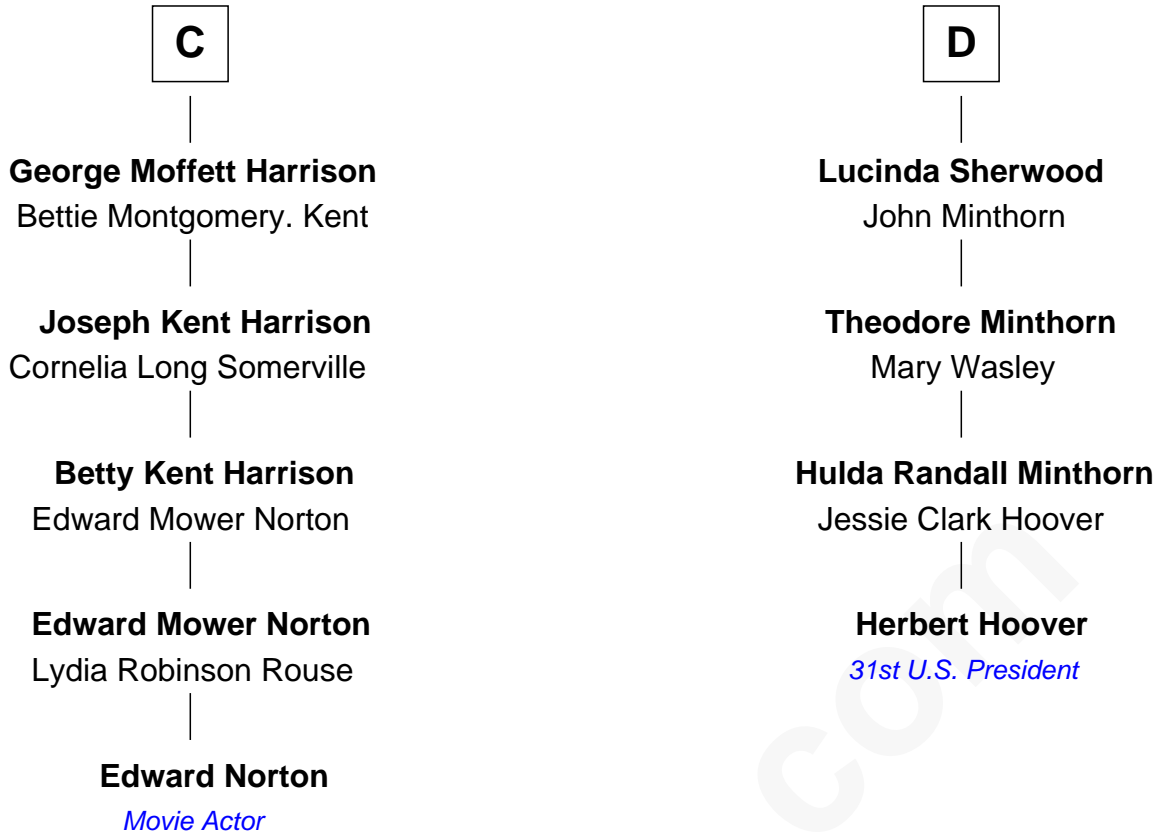 C
George Moffett Harrison
Bettie Montgomery. Kent
Joseph Kent Harrison
Cornelia Long Somerville
Betty Kent Harrison
Edward Mower Norton
Edward Mower Norton
Lydia Robinson Rouse
Edward Norton
Movie Actor
D
Lucinda Sherwood
John Minthorn
Theodore Minthorn
Mary Wasley
Hulda Randall Minthorn
Jessie Clark Hoover
Herbert Hoover
31st U.S. President
com